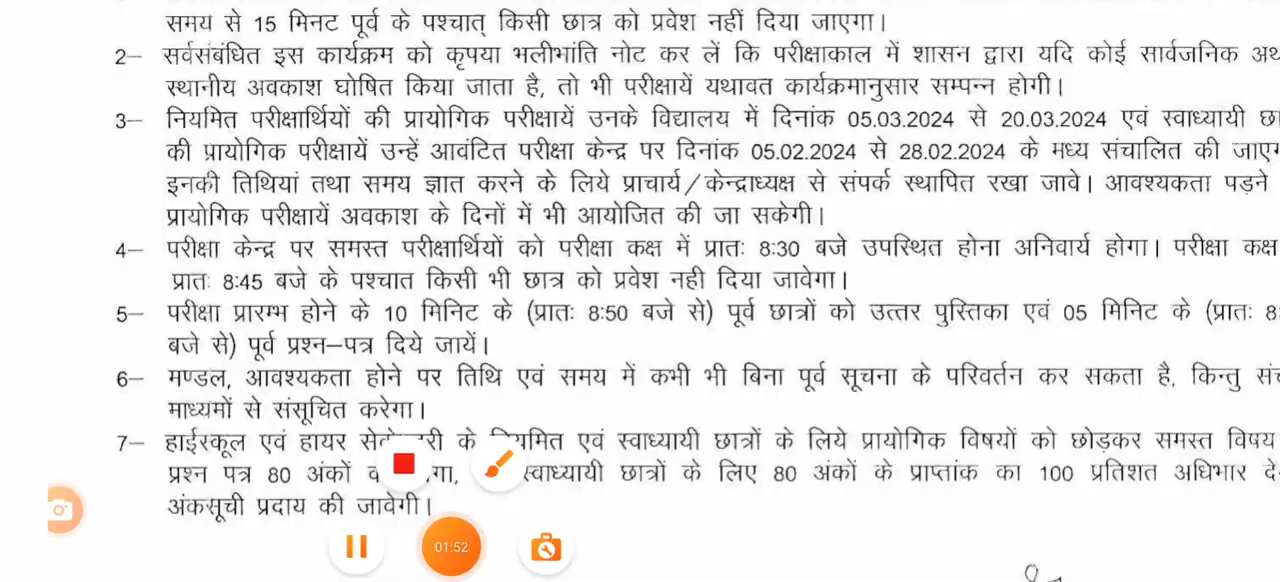 समय से 15 मिनट पूर्व के पश्चात् किसी छात्र को प्रवेश नहीं दिया जाएगा।
2– सर्वसंबंधित इस कार्यक्रम को कृपया भलीभांति नोट कर लें कि परीक्षाकाल में शासन द्वारा यदि कोई सार्वजनिक
स्थानीय अवकाश घोषित किया जाता है, तो भी परीक्षायें यथावत कार्यक्रमानुसार सम्पन्न होगी।
3– नियमित परीक्षार्थियों की प्रायोगिक परीक्षायें उनके विद्यालय में दिनांक 05.03.2024 से 20.03.2024 एवं स्वाध्यायी
की प्रायोगिक परीक्षायें उन्हें आवंटित परीक्षा केन्द्र पर दिनांक 05.02.2024 से 28.02.2024 के मध्य संचालित की
इनकी तिथियां तथा समय ज्ञात करने के लिये प्राचार्य/केन्द्राध्यक्ष से संपर्क स्थापित रखा जावे। आवश्यकता पड़ने
प्रायोगिक परीक्षायें अवकाश के दिनों में भी आयोजित की जा सकेगी।
4– परीक्षा केन्द्र पर समस्त परीक्षार्थियों को परीक्षा कक्ष में प्रातः 8:30 बजे उपस्थित होना अनिवार्य होगा। परीक्षा कक्ष
प्रातः 8:45 बजे के पश्चात किसी भी छात्र को प्रवेश नही दिया जावेगा।
5– परीक्षा प्रारम्भ होने के 10 मिनिट के (प्रातः 8:50 बजे से) पूर्व छात्रों को उत्तर पुस्तिका एवं 05 मिनिट के (प्रातः
बजे से) पूर्व प्रश्न–पत्र दिये जायें।
6– मण्डल, आवश्यकता होने पर तिथि एवं समय में कभी भी बिना पूर्व सूचना के परिवर्तन कर सकता है, किन्तु
माध्यमों से संसूचित करेगा।
7– हाईस्कूल एवं हायर के एवं स्वाध्यायी छात्रों के लिये प्रायोगिक विषयों को छोड़कर समस्त विषय
प्रश्न पत्र 80 अंकों स्वाध्यायी छात्रों के लिए 80 अंकों के प्राप्तांक का 100 प्रतिशत अधिभार
अंकसूची प्रदाय की जावेगी।
01:52